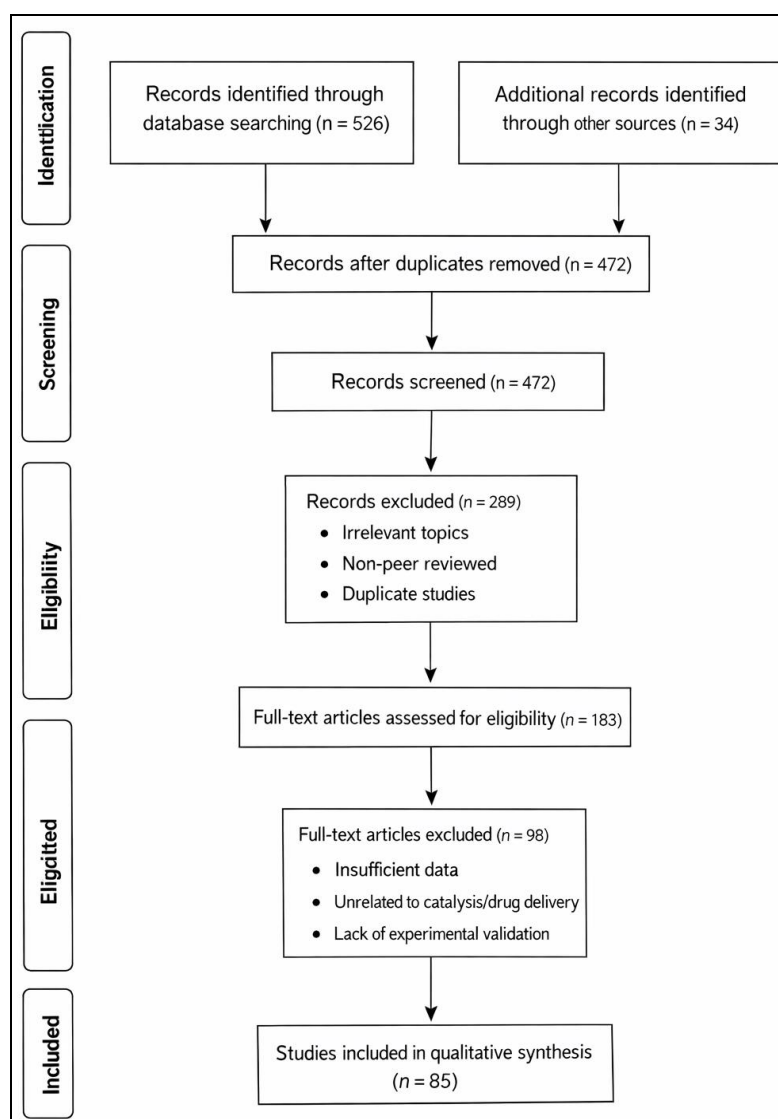 Records identified through
database searching (n = 526)
Additional records identified
through other sources (n = 34)
Screening
Records after duplicates removed (n = 472)
Records screened (n = 472)
Eligibliity
Records excluded (n = 289)
• Irrelevant topics
• Non-peer reviewed
• Duplicate studies
Full-text articles assessed for eligibility (n = 183)
Eligcitted
Full-text articles excluded (n = 98)
• Insufficient data
• Unrelated to catalysis/drug delivery
• Lack of experimental validation
Included
Studies included in qualitative synthesis
(n = 85)